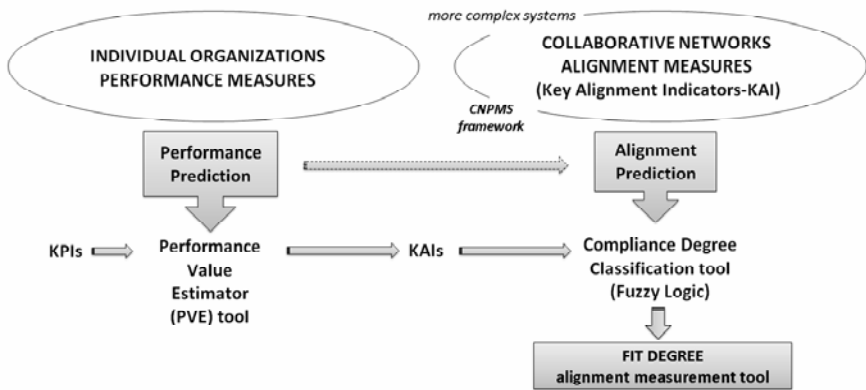 more complex systems
INDIVIDUAL ORGANIZATIONS
PERFORMANCE MEASURES
COLLABORATIVE NETWORKS
ALIGNMENT MEASURES
(Key Alignment Indicators-KAI)
CNPMS
framework
Performance
Prediction
Alignment
Prediction
KPIs
Performance
Value
Estimator
(PVE) tool
KAIs
Compliance Degree
Classification tool
(Fuzzy Logic)
FIT DEGREE
alignment measurement tool